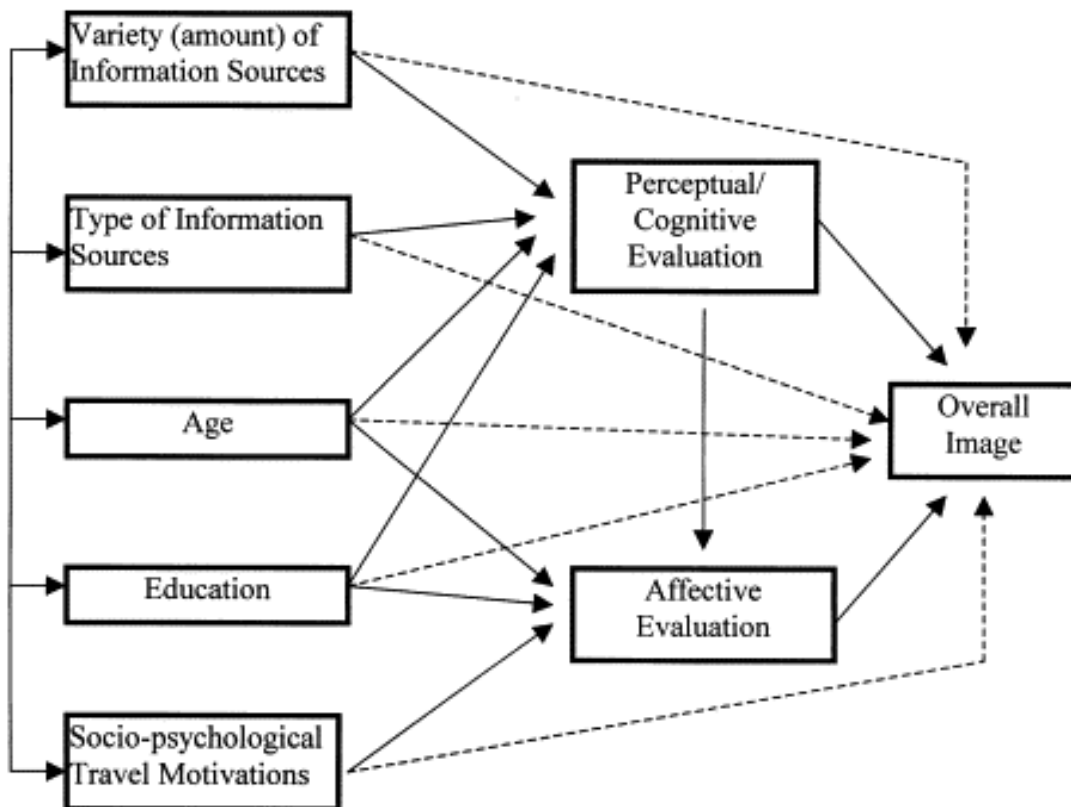 Variety (amount) of
Information Sources
Type of Information
Sources
Age
Education
Socio-psychological
Travel Motivations
Perceptual/
Cognitive
Evaluation
Affective
Evaluation
Overall
Image